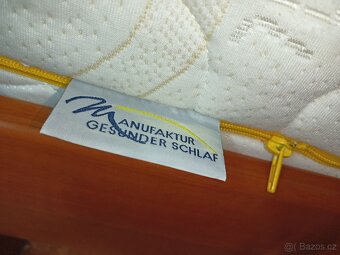 MANUFAKTUR
GESUNDER SCHLAF
Bazos.cz